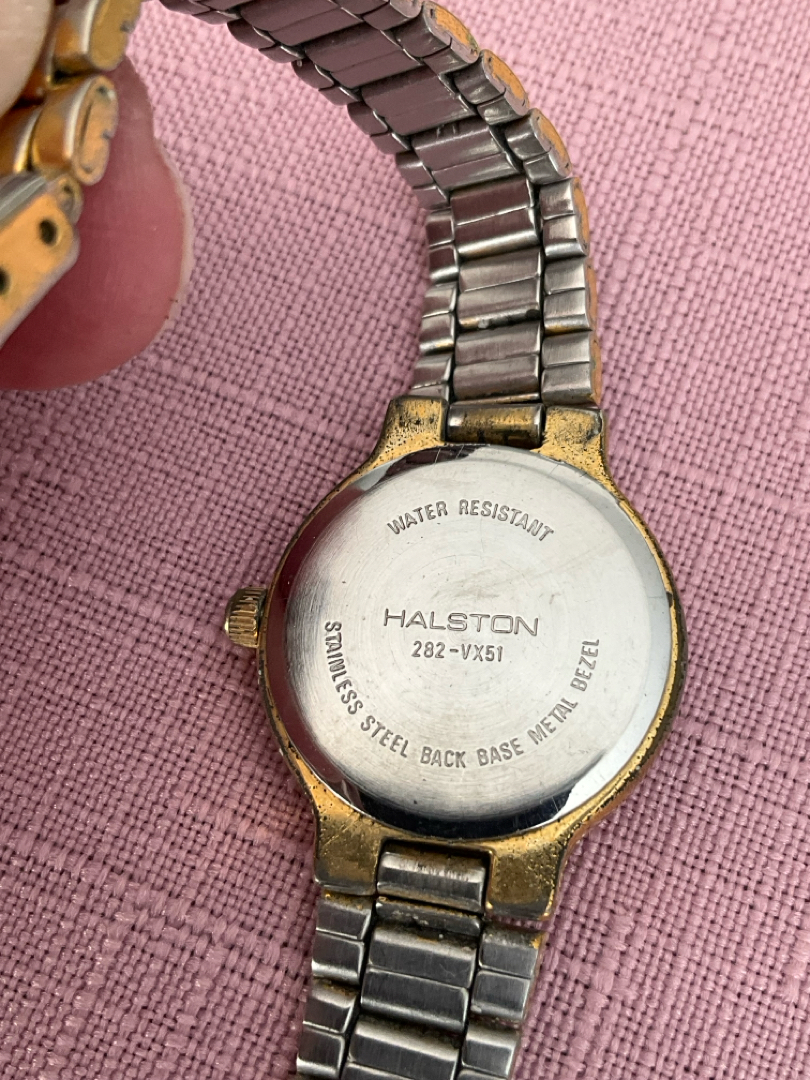 WATER RESISTANT
HALSTON
282-VX51
STAINLESS STEEL BACK BASE METAL BEZEL